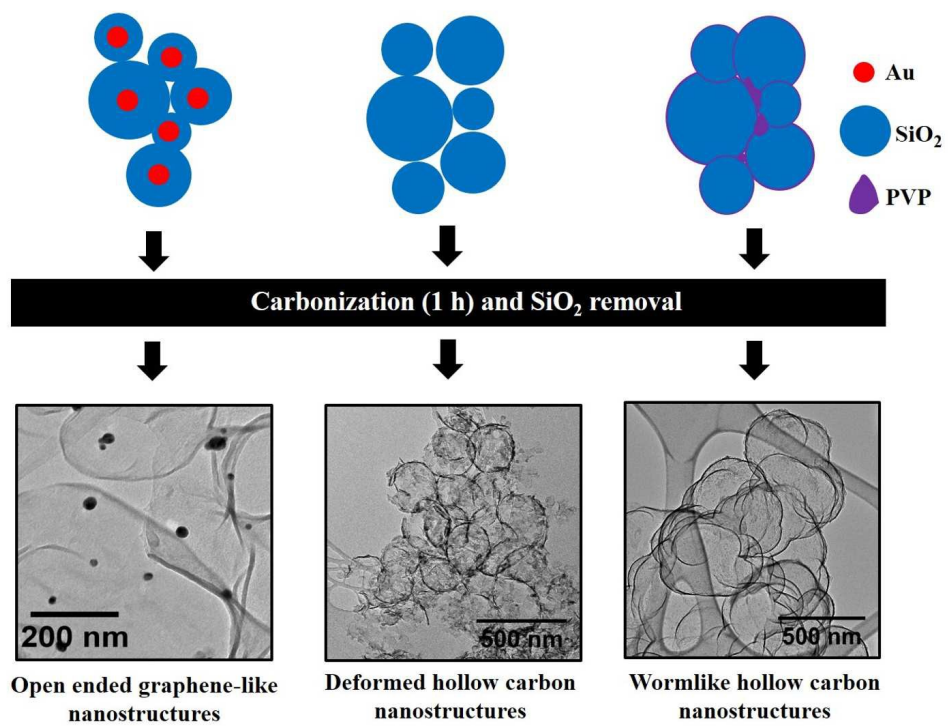 Au
SiO₂
PVP
Carbonization (1 h) and SiO₂ removal
200 nm
500 nm
500 nm
Open ended graphene-like
nanostructures
Deformed hollow carbon
nanostructures
Wormlike hollow carbon
nanostructures